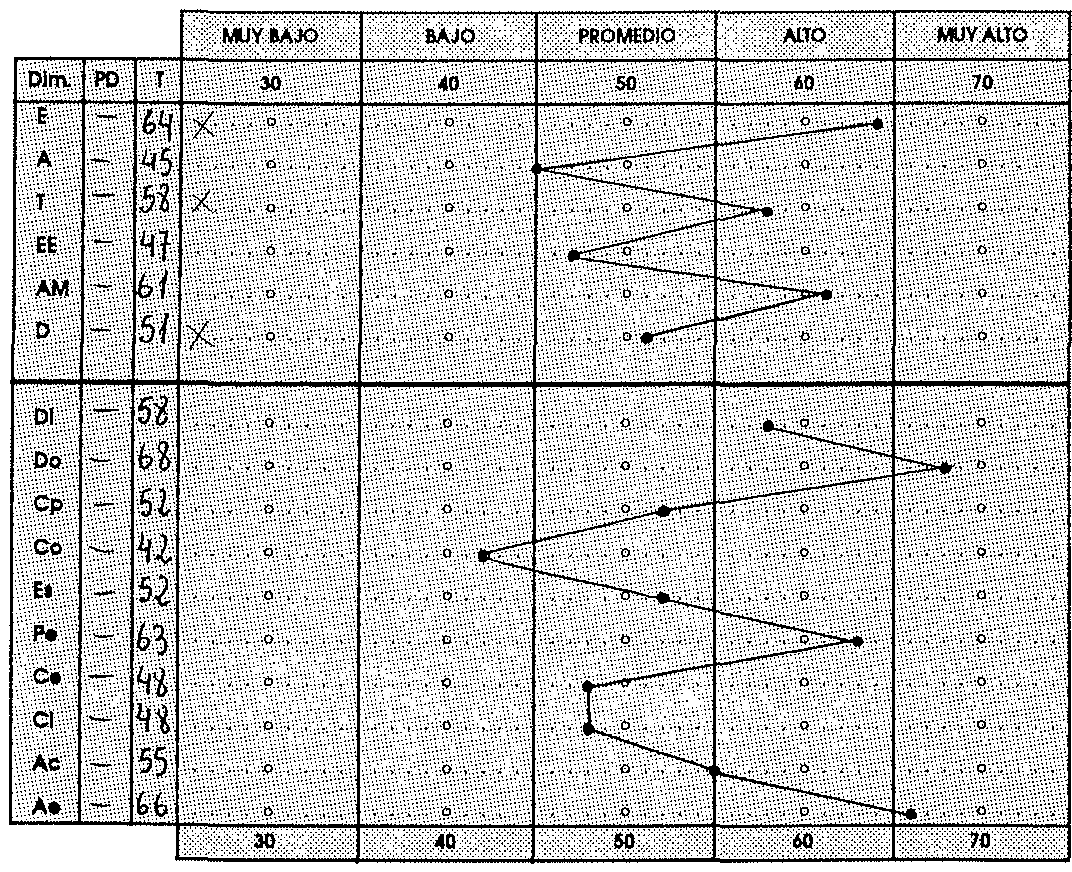 MUY BAJO BAJO PROMEDIO ALTO MUY ALTO
Dim. PD T 30 40 50 60 70
E — 64 X
A — 45
T — 58 X
EE — 47
AM — 61
D — 51 X
DI — 58
Do — 68
Cp — 52
Co — 42
Es — 52
Pe — 63
Ce — 48
CI — 48
Ac — 55
Ae — 66
30 40 50 60 70